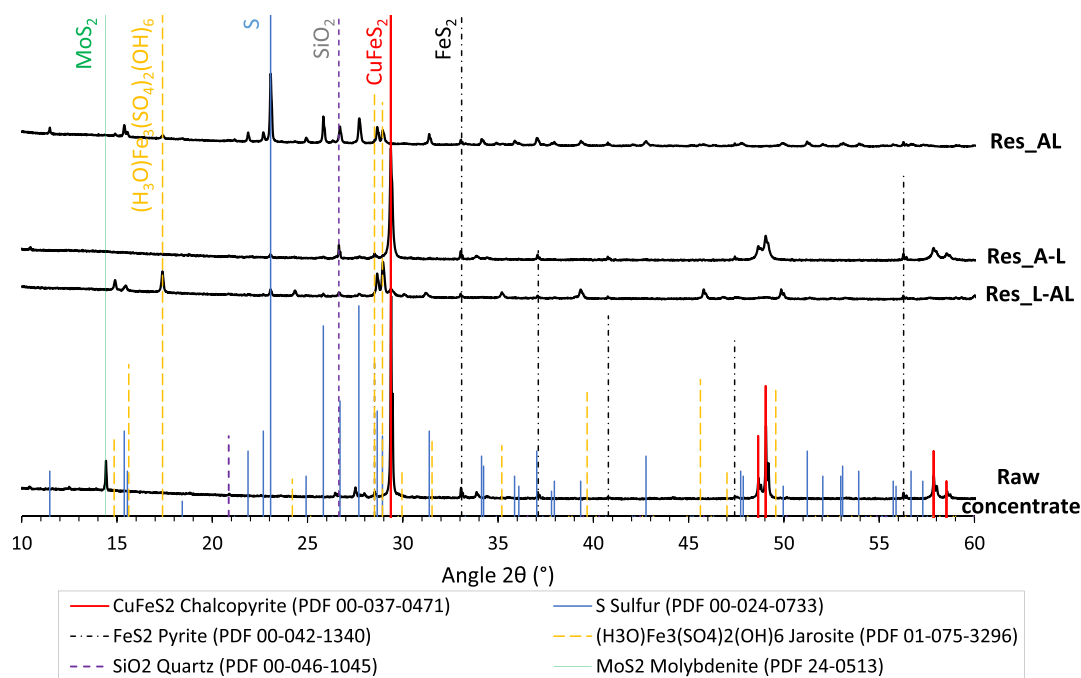 MoS2
(H3O)Fe3(SO4)2(OH)6
S
SiO2
CuFeS2
FeS2
Res_AL
Res_A-L
Res_L-AL
Raw
concentrate
10 15 20 25 30 35 40 45 50 55 60
Angle 2θ (°)
CuFeS2 Chalcopyrite (PDF 00-037-0471)
S Sulfur (PDF 00-024-0733)
FeS2 Pyrite (PDF 00-042-1340)
(H3O)Fe3(SO4)2(OH)6 Jarosite (PDF 01-075-3296)
SiO2 Quartz (PDF 00-046-1045)
MoS2 Molybdenite (PDF 24-0513)